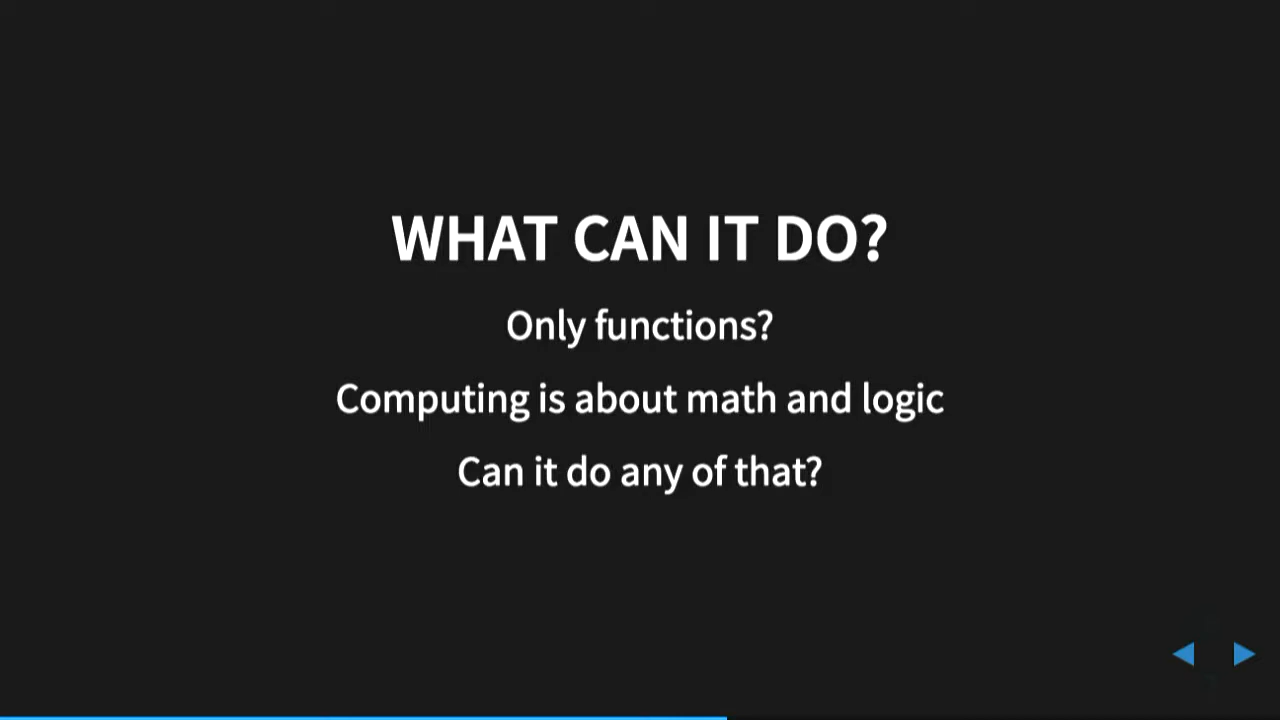 WHAT CAN IT DO?
Only functions?
Computing is about math and logic
Can it do any of that?